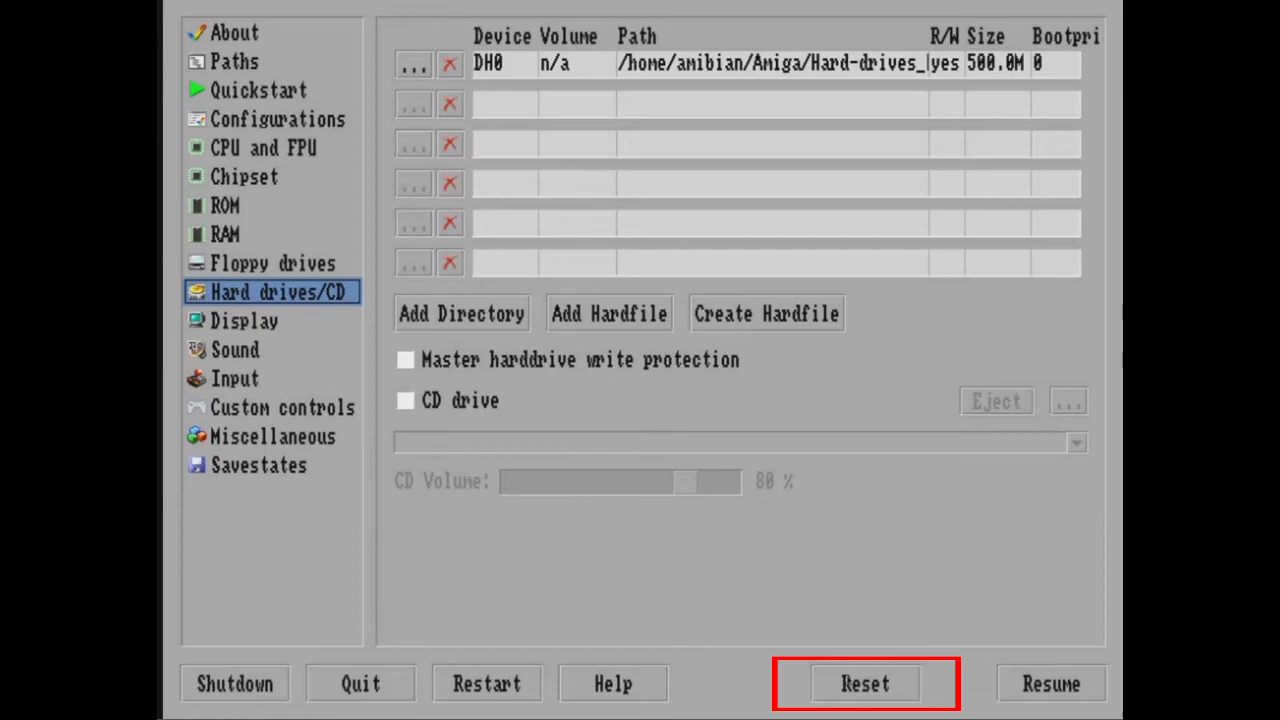 About
Paths
Quickstart
Configurations
CPU and FPU
Chipset
ROM
RAM
Floppy drives
Hard drives/CD
Display
Sound
Input
Custom controls
Miscellaneous
Savestates
Device Volume Path R/W Size Bootpri
... DH0 n/a /home/amibian/Amiga/Hard-drives_ yes 500.0M 0
...
...
...
...
...
Add Directory Add Hardfile Create Hardfile
Master harddrive write protection
CD drive Eject ...
CD Volume: 80 %
Shutdown Quit Restart Help Reset Resume